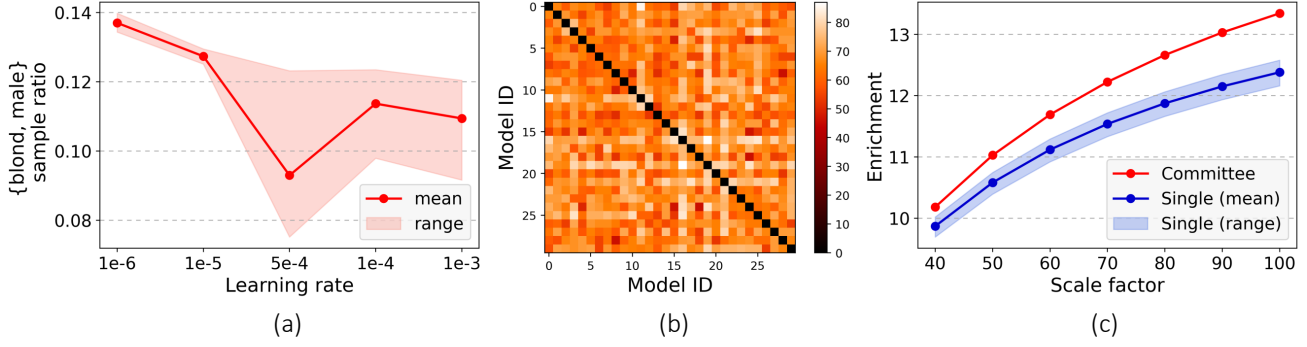 0.14
0.12
0.10
0.08
{blond, male}
sample ratio
mean
range
1e-6 1e-5 5e-4 1e-4 1e-3
Learning rate
(a)
0
5
10
15
20
25
Model ID
0 5 10 15 20 25
Model ID
80
70
60
50
40
30
20
10
0
(b)
13
12
11
10
Enrichment
Committee
Single (mean)
Single (range)
40 50 60 70 80 90 100
Scale factor
(c)